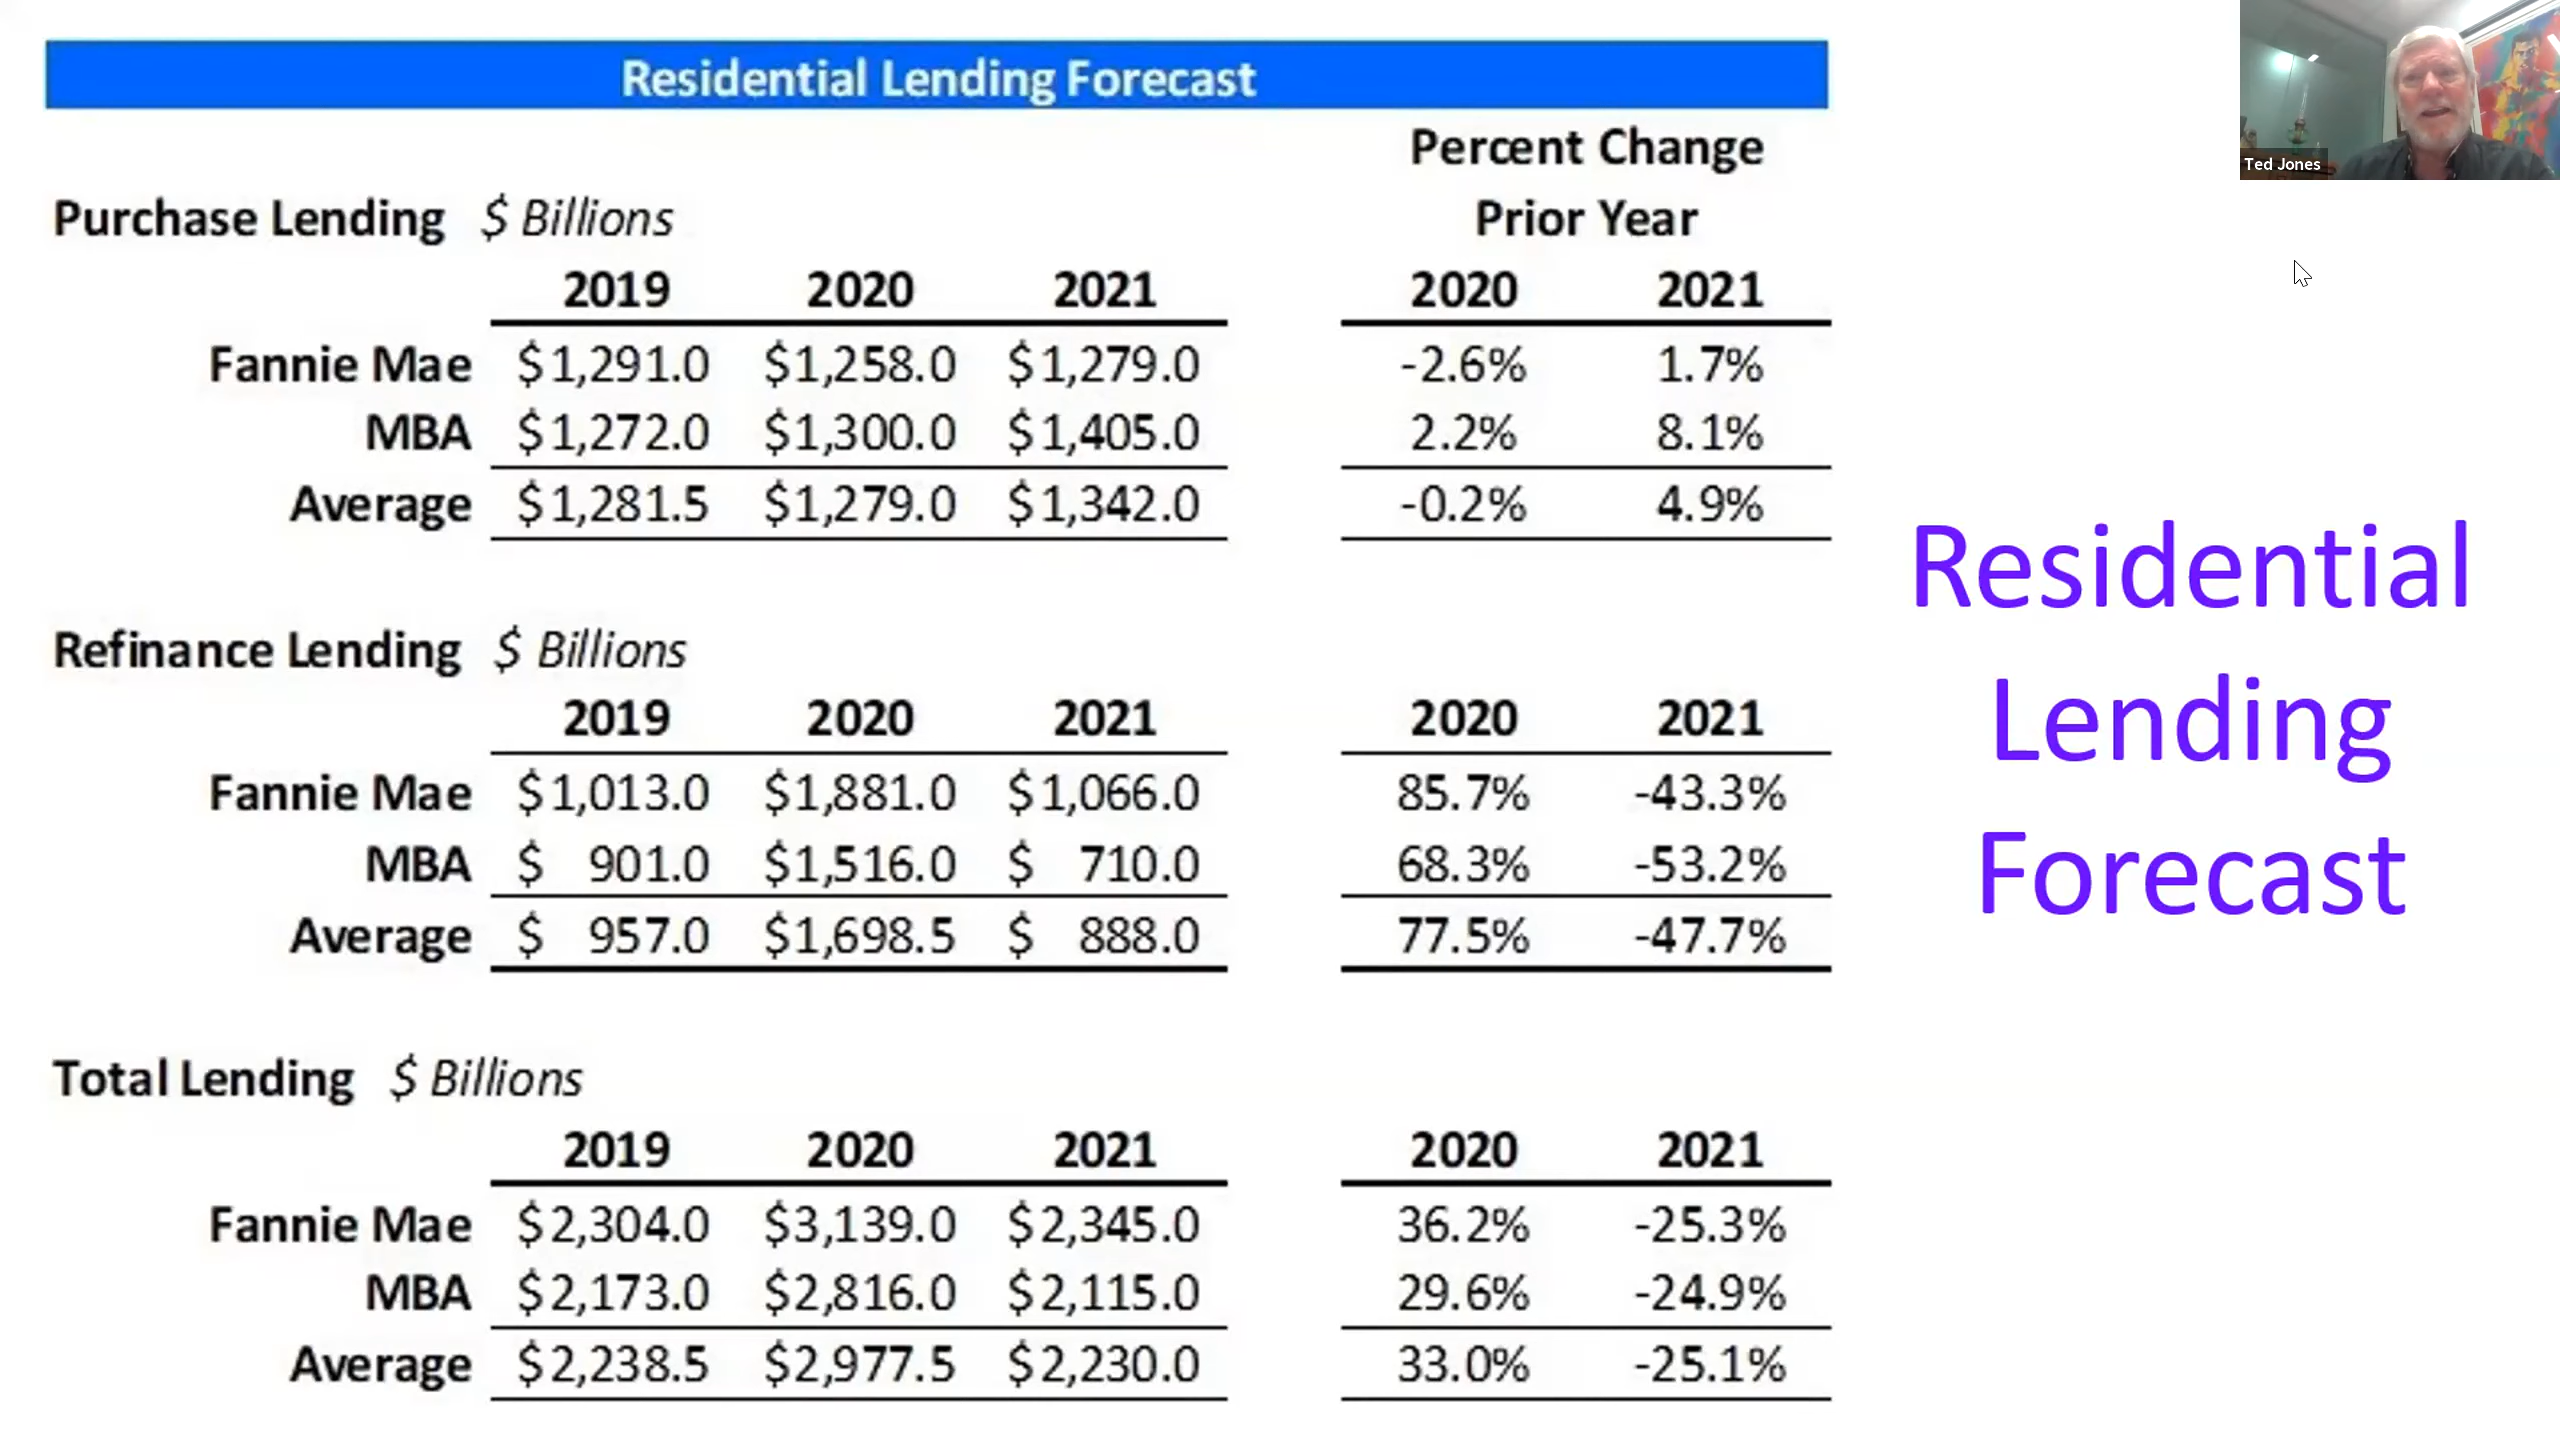 Residential Lending Forecast
Ted Jones
Percent Change
Purchase Lending $ Billions Prior Year
2019 2020 2021 2020 2021
Fannie Mae $1,291.0 $1,258.0 $1,279.0 -2.6% 1.7%
MBA $1,272.0 $1,300.0 $1,405.0 2.2% 8.1%
Average $1,281.5 $1,279.0 $1,342.0 -0.2% 4.9%
Refinance Lending $ Billions
2019 2020 2021 2020 2021
Fannie Mae $1,013.0 $1,881.0 $1,066.0 85.7% -43.3%
MBA $ 901.0 $1,516.0 $ 710.0 68.3% -53.2%
Average $ 957.0 $1,698.5 $ 888.0 77.5% -47.7%
Total Lending $ Billions
2019 2020 2021 2020 2021
Fannie Mae $2,304.0 $3,139.0 $2,345.0 36.2% -25.3%
MBA $2,173.0 $2,816.0 $2,115.0 29.6% -24.9%
Average $2,238.5 $2,977.5 $2,230.0 33.0% -25.1%
Residential
Lending
Forecast